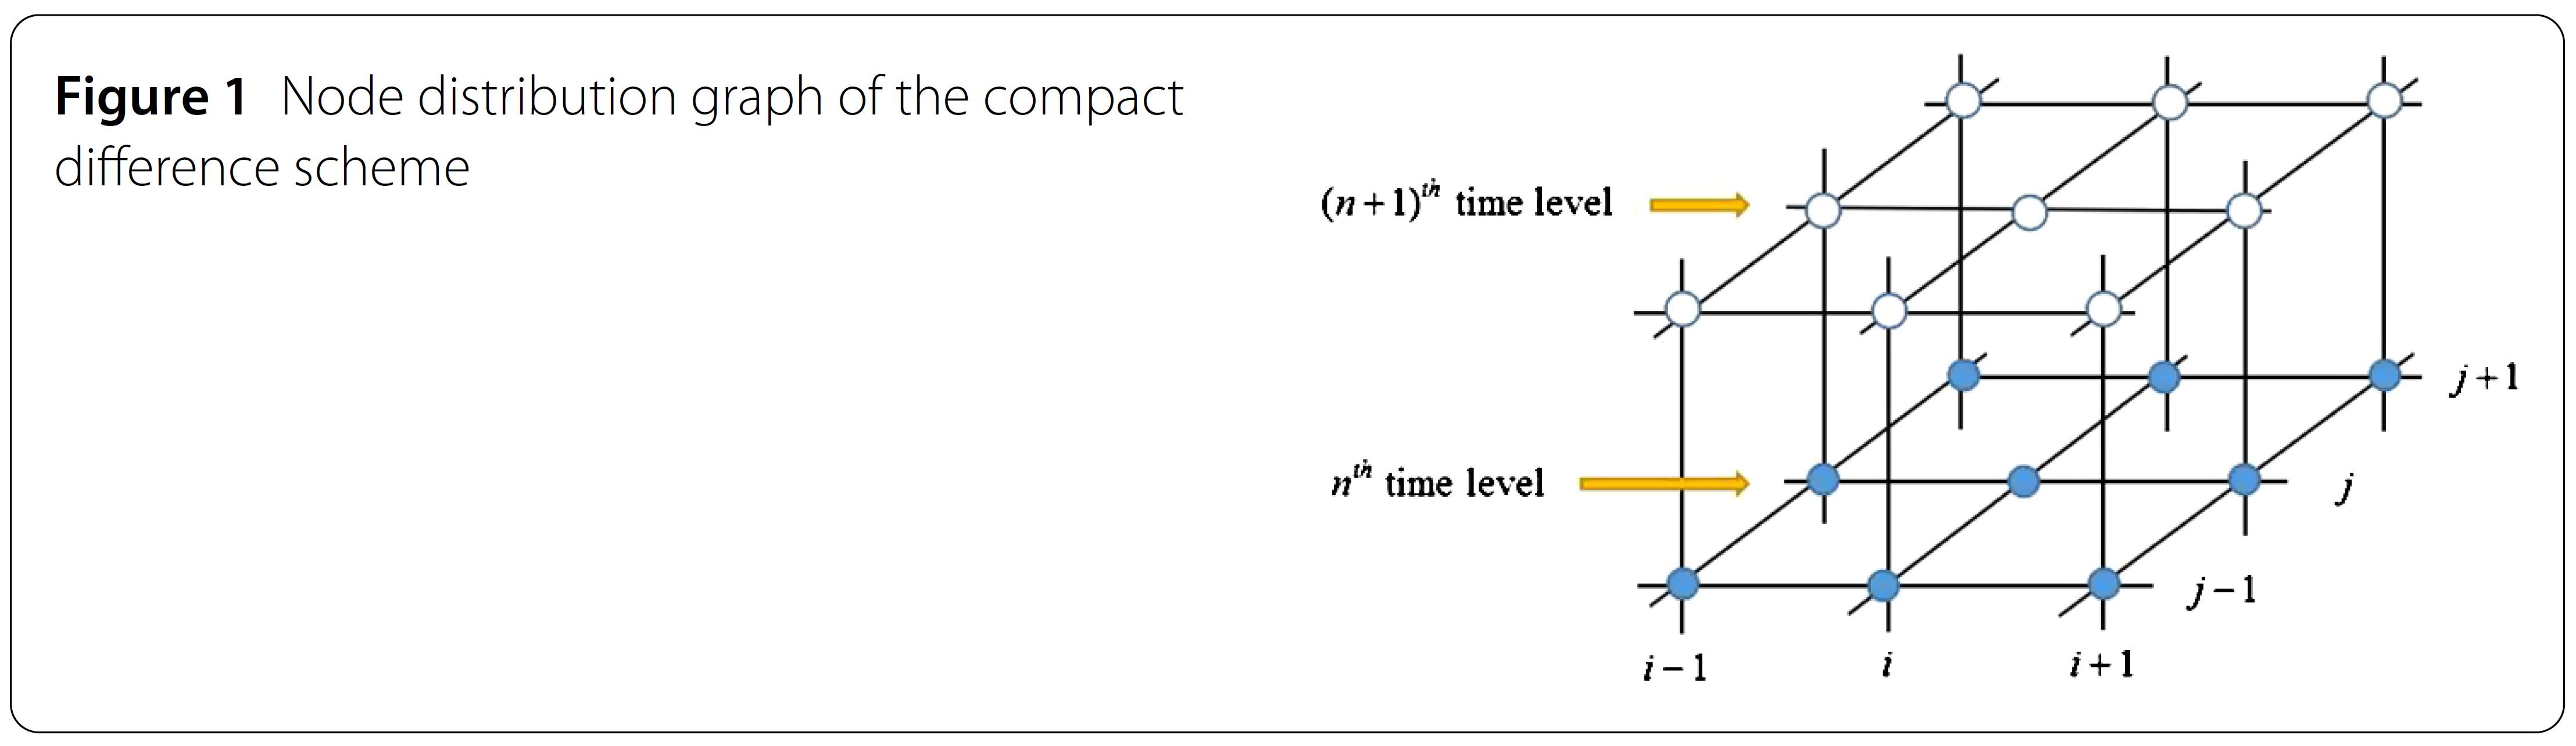 Figure 1 Node distribution graph of the compact
difference scheme
(n+1)^th time level
j+1
n^th time level
j
j−1
i−1 i i+1